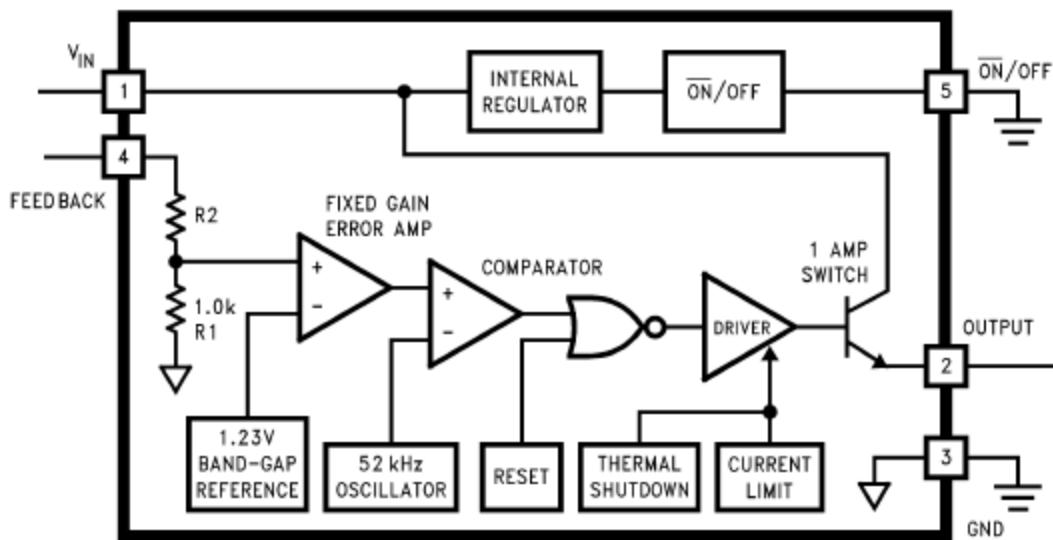 VIN
1
INTERNAL
REGULATOR
ON/OFF
5
ON/OFF
4
FEEDBACK
R2
FIXED GAIN
ERROR AMP
+
-
1.0k
R1
COMPARATOR
+
-
DRIVER
1 AMP
SWITCH
OUTPUT
2
1.23V
BAND-GAP
REFERENCE
52 kHz
OSCILLATOR
RESET
THERMAL
SHUTDOWN
CURRENT
LIMIT
3
GND